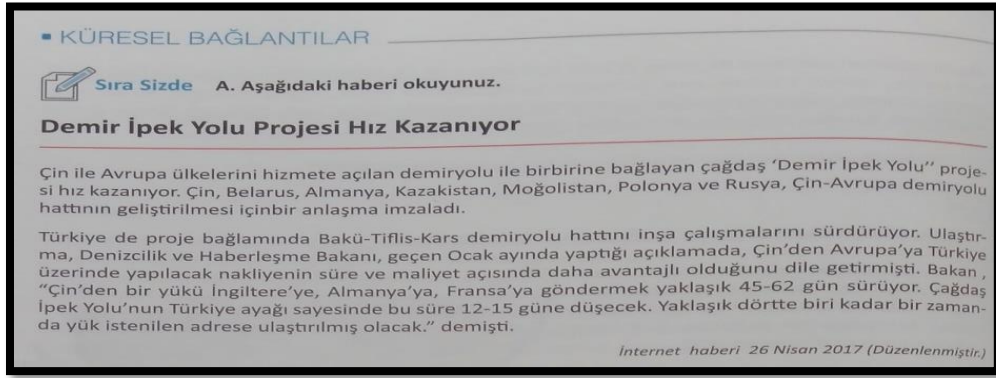 ▪ KÜRESEL BAĞLANTILAR
Sıra Sizde A. Aşağıdaki haberi okuyunuz.
Demir İpek Yolu Projesi Hız Kazanıyor
Çin ile Avrupa ülkelerini hizmete açılan demiryolu ile birbirine bağlayan çağdaş 'Demir İpek Yolu'' proje-
si hız kazanıyor. Çin, Belarus, Almanya, Kazakistan, Moğolistan, Polonya ve Rusya, Çin-Avrupa demiryolu
hattının geliştirilmesi içinbir anlaşma imzaladı.
Türkiye de proje bağlamında Bakü-Tiflis-Kars demiryolu hattını inşa çalışmalarını sürdürüyor. Ulaştır-
ma, Denizcilik ve Haberleşme Bakanı, geçen Ocak ayında yaptığı açıklamada, Çin'den Avrupa'ya Türkiye
üzerinde yapılacak nakliyenin süre ve maliyet açısında daha avantajlı olduğunu dile getirmişti. Bakan ,
"Çin'den bir yükü İngiltere'ye, Almanya'ya, Fransa'ya göndermek yaklaşık 45-62 gün sürüyor. Çağdaş
İpek Yolu'nun Türkiye ayağı sayesinde bu süre 12-15 güne düşecek. Yaklaşık dörtte biri kadar bir zaman-
da yük istenilen adrese ulaştırılmış olacak." demişti.
İnternet haberi 26 Nisan 2017 (Düzenlenmiştir.)